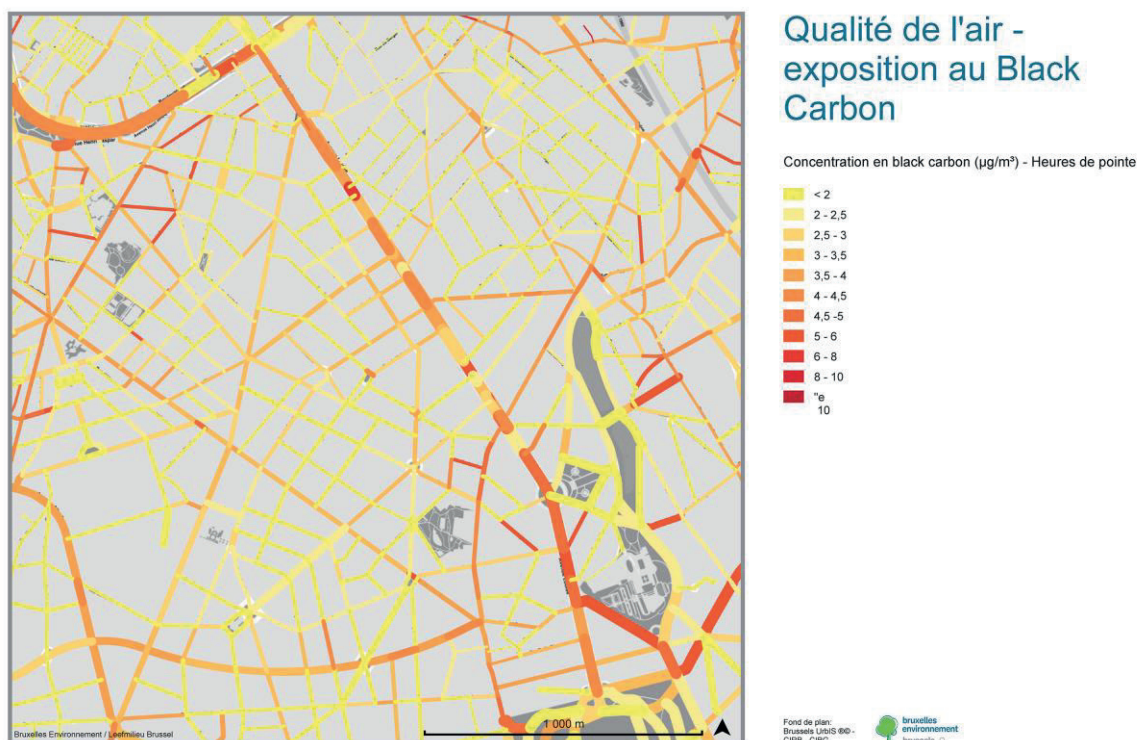 Qualité de l'air -
exposition au Black
Carbon
Concentration en black carbon (µg/m³) - Heures de pointe
< 2
2 - 2,5
2,5 - 3
3 - 3,5
3,5 - 4
4 - 4,5
4,5 -5
5 - 6
6 - 8
8 - 10
"e
10
1 000 m
Bruxelles Environnement / Leefmilieu Brussel
Fond de plan:
Brussels UrbIS ®© -
CIRB - CIBG
bruxelles
environnement